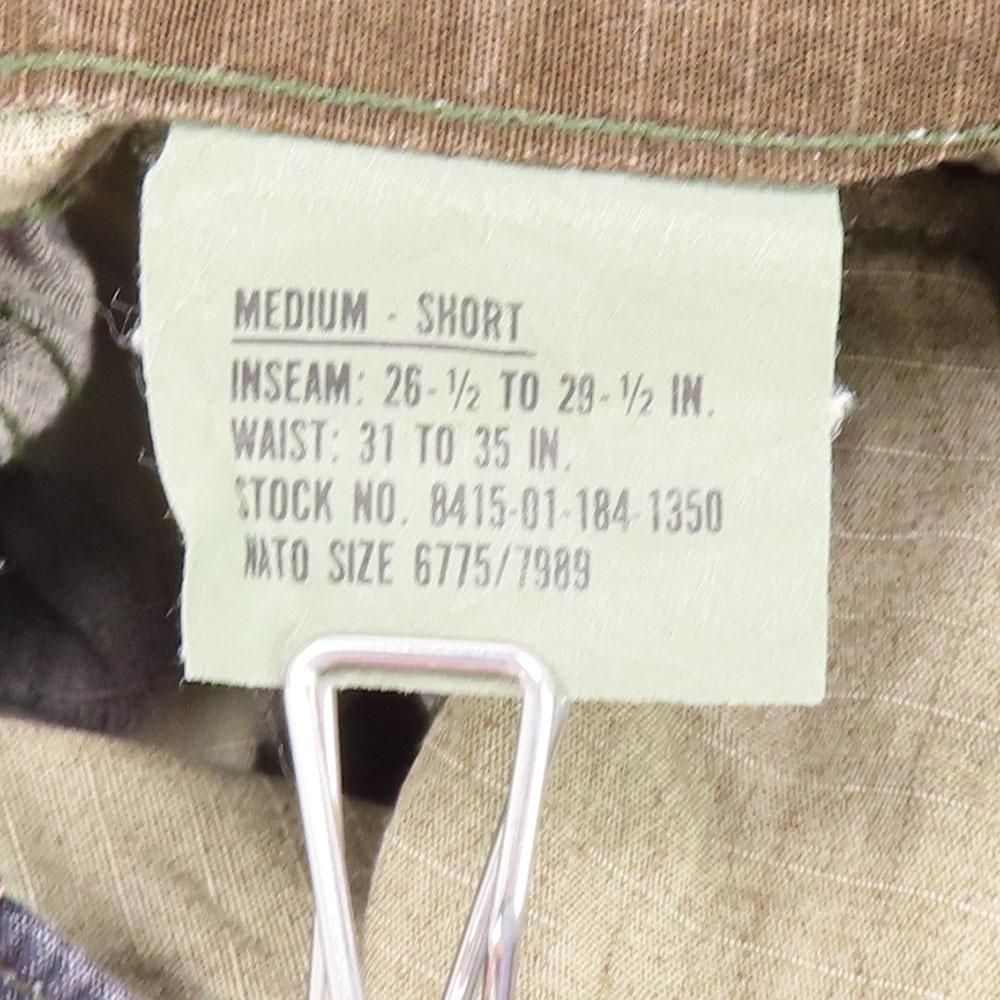 MEDIUM - SHORT
INSEAM: 26-½ TO 29-½ IN.
WAIST: 31 TO 35 IN.
STOCK NO. 8415-01-184-1350
NATO SIZE 6775/7989